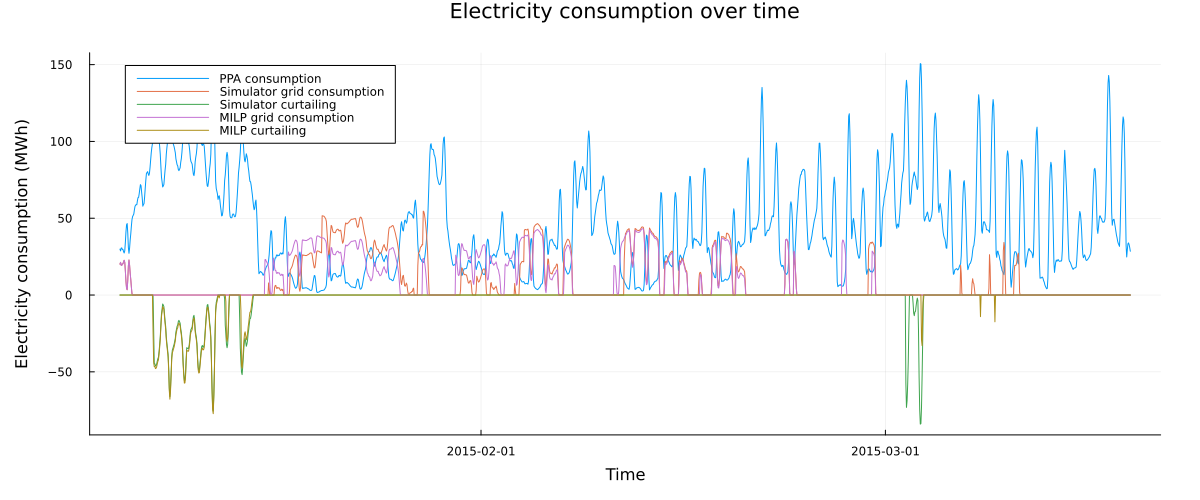 Electricity consumption over time
150
100
50
0
−50
Electricity consumption (MWh)
PPA consumption
Simulator grid consumption
Simulator curtailing
MILP grid consumption
MILP curtailing
2015-02-01
2015-03-01
Time